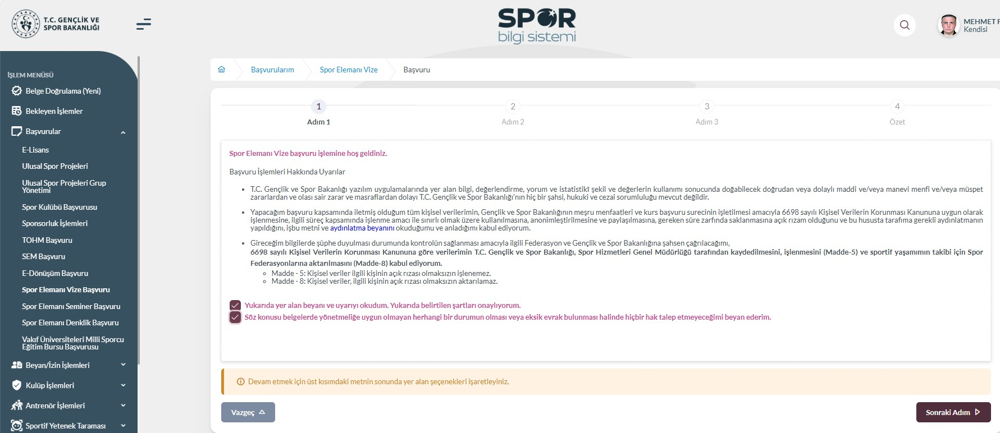 T.C. GENÇLİK VE
SPOR BAKANLIĞI
SPOR
bilgi sistemi
MEHMET F
Kendisi
İŞLEM MENÜSÜ
Belge Doğrulama (Yeni)
Bekleyen İşlemler
Başvurular
E-Lisans
Ulusal Spor Projeleri
Ulusal Spor Projeleri Grup
Yönetimi
Spor Kulübü Başvurusu
Sponsorluk İşlemleri
TOHM Başvuru
SEM Başvuru
E-Dönüşüm Başvuru
Spor Elemanı Vize Başvuru
Spor Elemanı Seminer Başvuru
Spor Elemanı Denklik Başvuru
Vakıf Üniversiteleri Milli Sporcu
Eğitim Bursu Başvurusu
Beyan/İzin İşlemleri
Kulüp İşlemleri
Antrenör İşlemleri
Sportif Yetenek Taraması
Başvurularım
Spor Elemanı Vize
Başvuru
1
2
3
4
Adım 1
Adım 2
Adım 3
Özet
Spor Elemanı Vize başvuru işlemine hoş geldiniz.
Başvuru İşlemleri Hakkında Uyarılar
• T.C. Gençlik ve Spor Bakanlığı yazılım uygulamalarında yer alan bilgi, değerlendirme, yorum ve istatistikî şekil ve değerlerin kullanımı sonucunda doğabilecek doğrudan veya dolaylı maddi ve/veya manevi menfi ve/veya müspet
zararlardan ve olası sair zarar ve masraflardan dolayı T.C. Gençlik ve Spor Bakanlığı'nın hiç bir şahsi, hukuki ve cezai sorumluluğu mevcut değildir.
• Yapacağım başvuru kapsamında iletmiş olduğum tüm kişisel verilerimin, Gençlik ve Spor Bakanlığının meşru menfaatleri ve kurs başvuru surecinin işletilmesi amacıyla 6698 sayılı Kişisel Verilerin Korunması Kanununa uygun olarak
işlenmesine, ilgili süreç kapsamında işlenme amacı ile sınırlı olmak üzere kullanılmasına, anonimleştirilmesine ve paylaşılmasına, gereken süre zarfında saklanmasına açık rızam olduğunu ve bu hususta tarafıma gerekli aydınlatmanın
yapıldığını, işbu metni ve aydınlatma beyanını okuduğumu ve anladığımı kabul ediyorum.
• Gireceğim bilgilerde şüphe duyulması durumunda kontrolün sağlanması amacıyla ilgili Federasyon ve Gençlik ve Spor Bakanlığına şahsen çağrılacağımı,
6698 sayılı Kişisel Verilerin Korunması Kanununa göre verilerimin T.C. Gençlik ve Spor Bakanlığı, Spor Hizmetleri Genel Müdürlüğü tarafından kaydedilmesini, işlenmesini (Madde-5) ve sportif yaşamımın takibi için Spor
Federasyonlarına aktarılmasını (Madde-8) kabul ediyorum.
Madde - 5: Kişisel veriler ilgili kişinin açık rızası olmaksızın işlenemez.
Madde - 8: Kişisel veriler, ilgili kişinin açık rızası olmaksızın aktarılamaz.
Yukarıda yer alan beyanı ve uyarıyı okudum. Yukarıda belirtilen şartları onaylıyorum.
Söz konusu belgelerde yönetmeliğe uygun olmayan herhangi bir durumun olması veya eksik evrak bulunması halinde hiçbir hak talep etmeyeceğimi beyan ederim.
Devam etmek için üst kısımdaki metnin sonunda yer alan şeçenekleri işaretleyiniz.
Vazgeç
Sonraki Adım